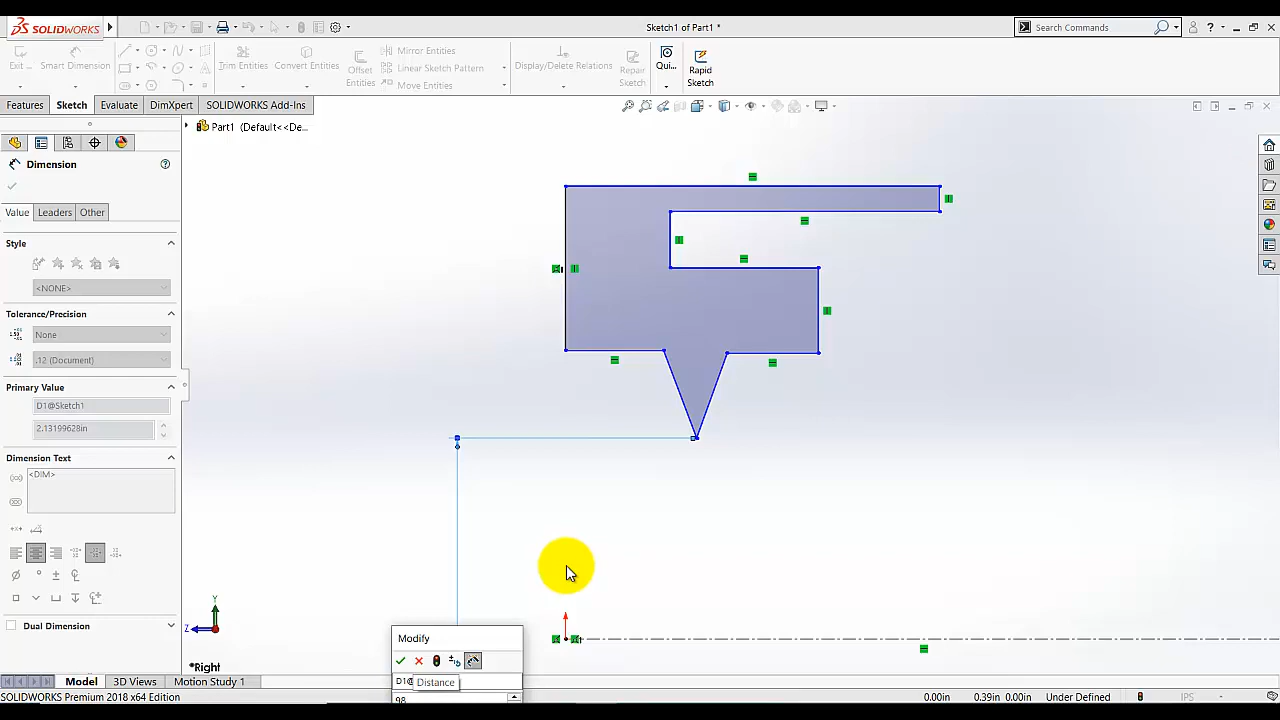 SOLIDWORKS
Sketch1 of Part1 *
Search Commands
?
Exit ...
Smart Dimension
Trim Entities
Convert Entities
Offset Entities
Mirror Entities
Linear Sketch Pattern
Move Entities
Display/Delete Relations
Repair Sketch
Qui...
Rapid Sketch
Features
Sketch
Evaluate
DimXpert
SOLIDWORKS Add-Ins
Part1 (Default<<De...
Dimension
Value
Leaders
Other
Style
<NONE>
Tolerance/Precision
None
.12 (Document)
Primary Value
D1@Sketch1
2.13199628in
Dimension Text
<DIM>
Dual Dimension
Y
Z
*Right
Modify
D1@
Distance
98
Model
3D Views
Motion Study 1
SOLIDWORKS Premium 2018 x64 Edition
0.00in
0.39in 0.00in
Under Defined
IPS